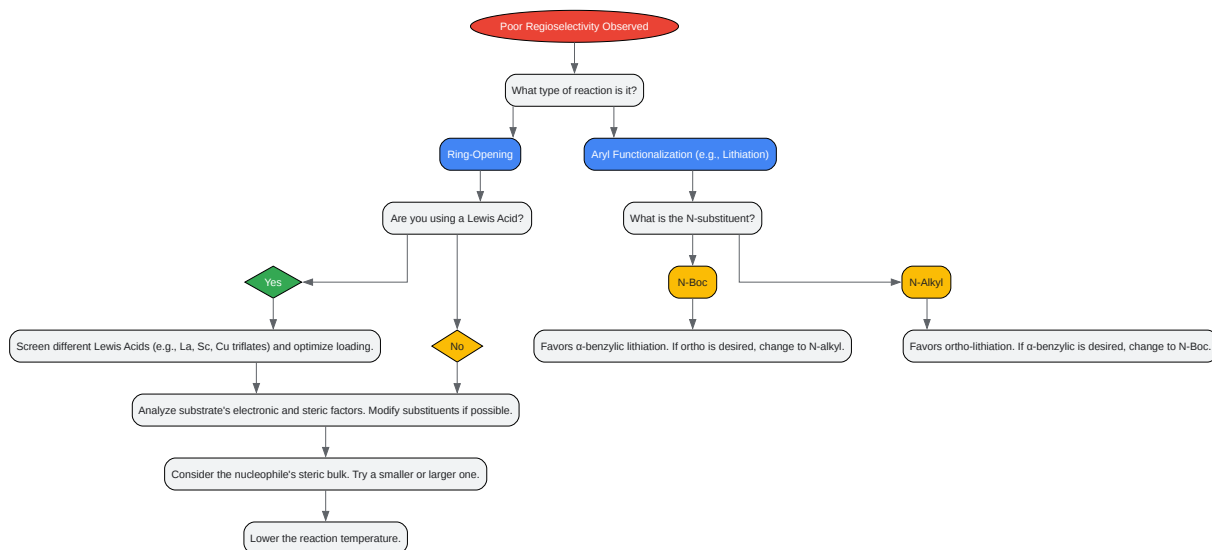 Poor Regioselectivity Observed
What type of reaction is it?
Ring-Opening
Aryl Functionalization (e.g., Lithiation)
Are you using a Lewis Acid?
What is the N-substituent?
Yes
N-Boc
N-Alkyl
Screen different Lewis Acids (e.g., La, Sc, Cu triflates) and optimize loading.
No
Favors α-benzylic lithiation. If ortho is desired, change to N-alkyl.
Favors ortho-lithiation. If α-benzylic is desired, change to N-Boc.
Analyze substrate's electronic and steric factors. Modify substituents if possible.
Consider the nucleophile's steric bulk. Try a smaller or larger one.
Lower the reaction temperature.